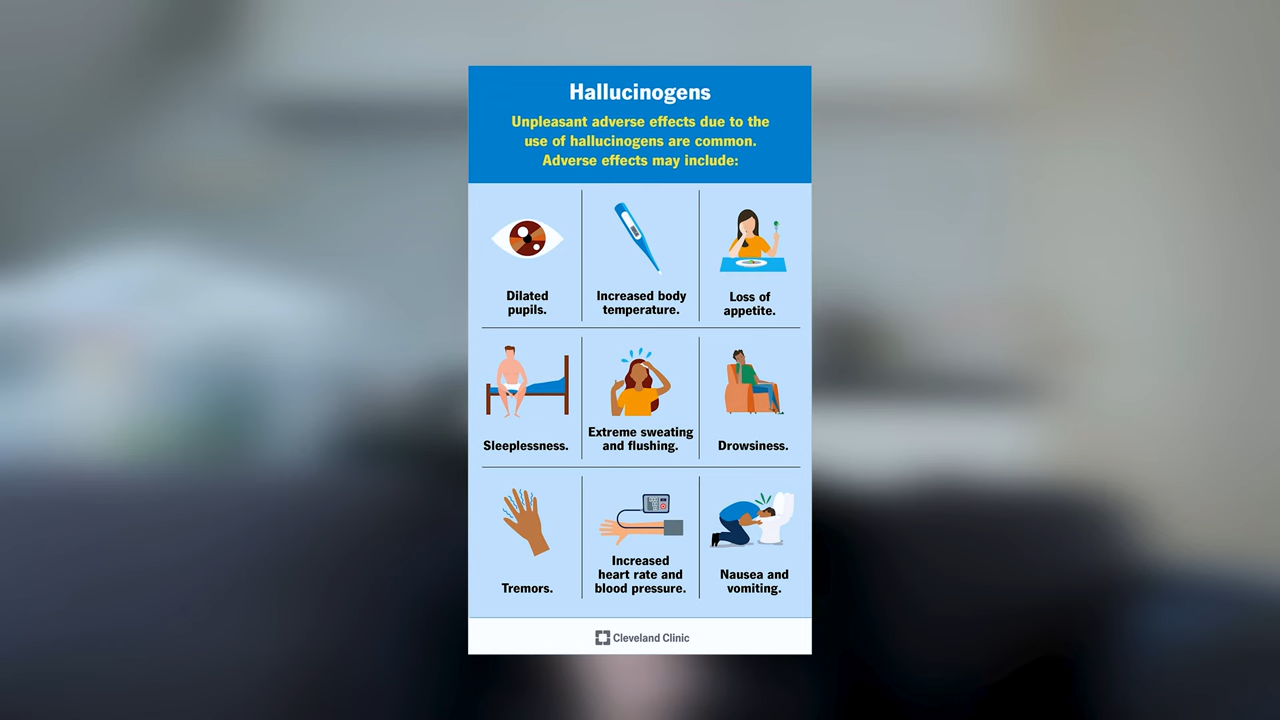 Hallucinogens
Unpleasant adverse effects due to the
use of hallucinogens are common.
Adverse effects may include:
Dilated
pupils.
Increased body
temperature.
Loss of
appetite.
Sleeplessness.
Extreme sweating
and flushing.
Drowsiness.
Tremors.
Increased
heart rate and
blood pressure.
Nausea and
vomiting.
Cleveland Clinic